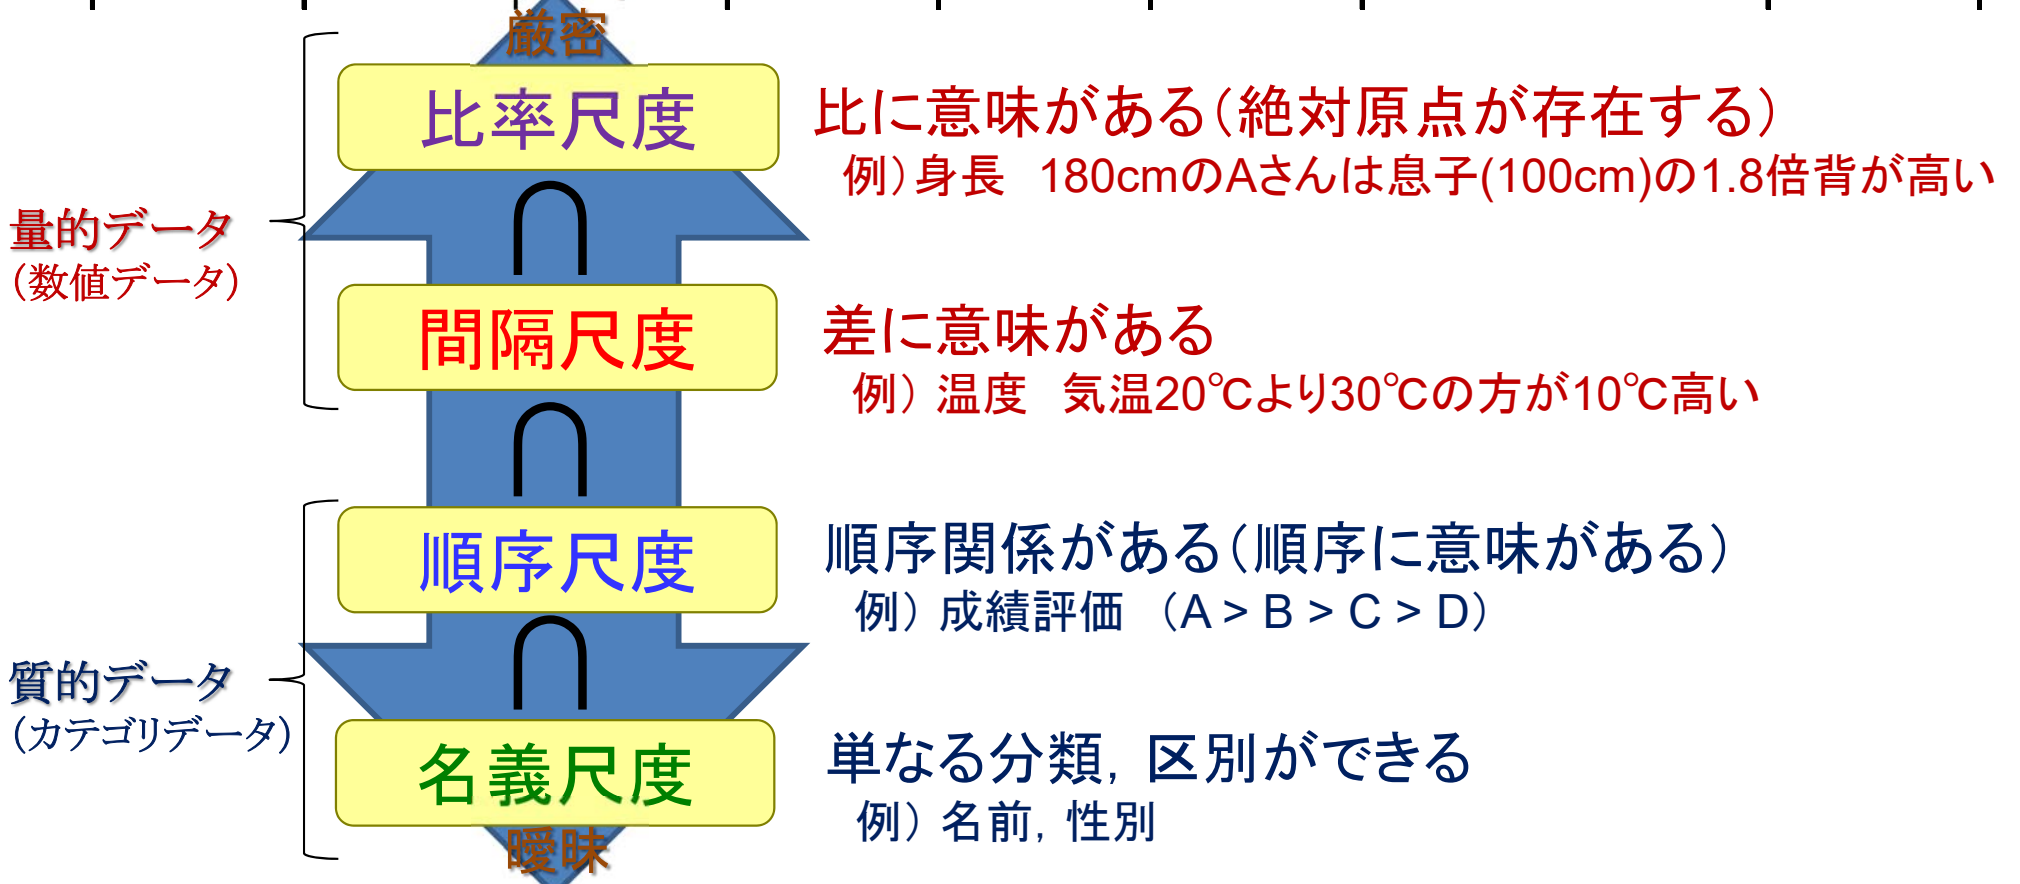 厳密
比率尺度
比に意味がある（絶対原点が存在する）
例）身長　180cmのAさんは息子(100cm)の1.8倍背が高い
量的データ
（数値データ）
間隔尺度
差に意味がある
例） 温度　気温20℃より30℃の方が10℃高い
順序尺度
順序関係がある（順序に意味がある）
例） 成績評価　（A > B > C > D）
質的データ
（カテゴリデータ）
名義尺度
単なる分類，区別ができる
例） 名前，性別
曖昧